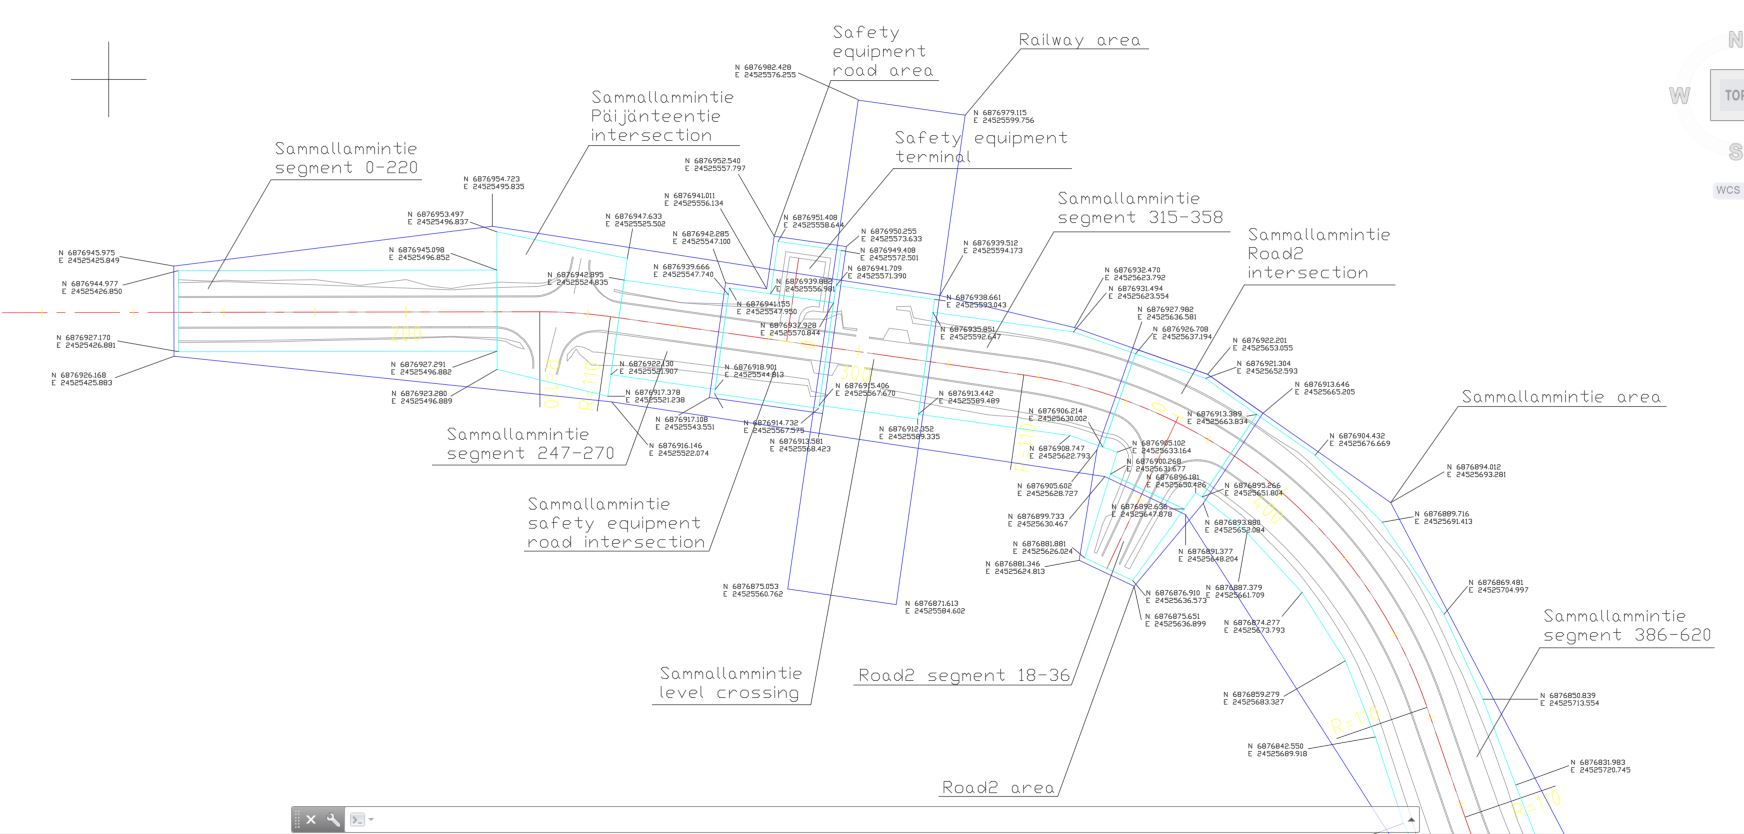 Safety
equipment
road area
Railway area
N 6876982.428
E 24525576.255
Sammallammintie
Päijänteentie
intersection
N 6876979.115
E 24525599.756
Safety equipment
terminal
Sammallammintie
segment 0-220
N 6876952.540
E 24525557.797
N 6876954.723
E 24525495.835
N 6876941.011
E 24525556.134
Sammallammintie
segment 315-358
N 6876953.497
E 24525496.837
N 6876947.633
E 24525525.502
N 6876951.408
E 24525558.644
N 6876942.285
E 24525547.100
N 6876950.255
E 24525573.633
Sammallammintie
Road2
intersection
N 6876945.975
E 24525425.849
N 6876945.098
E 24525496.852
N 6876949.408
E 24525572.501
N 6876939.512
E 24525594.173
N 6876939.666
E 24525547.740
N 6876941.709
E 24525571.390
N 6876942.895
E 24525524.835
N 6876932.470
E 24525623.792
N 6876944.977
E 24525426.850
N 6876939.882
E 24525556.981
N 6876931.494
E 24525623.554
N 6876938.661
E 24525593.043
N 6876941.155
E 24525547.950
N 6876927.982
E 24525636.581
N 6876937.928
E 24525570.844
N 6876935.851
E 24525592.647
N 6876926.708
E 24525637.194
N 6876927.170
E 24525426.881
N 6876922.201
E 24525653.055
N 6876921.304
E 24525652.593
N 6876927.291
E 24525496.882
N 6876918.901
E 24525544.813
N 6876926.168
E 24525425.883
N 6876913.646
E 24525665.205
N 6876915.406
E 24525567.670
N 6876913.442
E 24525589.489
N 6876923.280
E 24525496.889
N 6876917.378
E 24525521.238
Sammallammintie area
N 6876906.214
E 24525630.002
N 6876913.389
E 24525663.834
N 6876917.108
E 24525543.551
N 6876914.732
E 24525567.575
N 6876912.352
E 24525589.335
Sammallammintie
segment 247-270
N 6876916.146
E 24525522.074
N 6876913.581
E 24525568.423
N 6876904.432
E 24525676.669
N 6876908.747
E 24525622.793
N 6876905.102
E 24525633.164
N 6876900.268
E 24525631.677
N 6876894.012
E 24525693.281
N 6876896.181
E 24525650.426
N 6876905.602
E 24525628.727
N 6876895.266
E 24525651.804
Sammallammintie
safety equipment
road intersection
N 6876892.636
E 24525647.878
N 6876889.716
E 24525691.413
N 6876899.733
E 24525630.467
N 6876893.880
E 24525652.084
N 6876881.881
E 24525626.024
N 6876891.377
E 24525648.204
N 6876881.346
E 24525624.813
N 6876875.053
E 24525560.762
N 6876887.379
E 24525661.709
N 6876869.481
E 24525704.997
N 6876876.910
E 24525636.573
N 6876871.613
E 24525584.602
N 6876875.651
E 24525636.899
N 6876874.277
E 24525673.793
Sammallammintie
segment 386-620
Sammallammintie
level crossing
Road2 segment 18-36
N 6876859.279
E 24525683.327
N 6876850.839
E 24525713.554
N 6876842.550
E 24525689.918
N 6876831.983
E 24525720.745
Road2 area
N
W
TOP
S
WCS